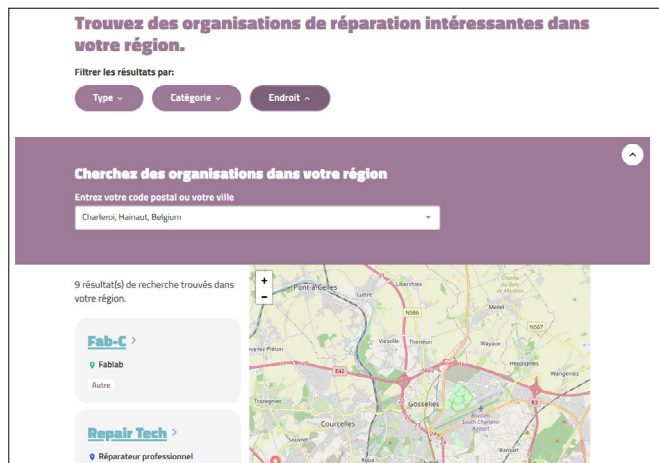 Trouvez des organisations de réparation intéressantes dans
votre région.
Filtrer les résultats par:
Type
Catégorie
Endroit
Cherchez des organisations dans votre région
Entrez votre code postal ou votre ville
Charleroi, Hainaut, Belgium
9 résultat(s) de recherche trouvés dans
votre région.
Fab-C
Fablab
Autre
Repair Tech
Réparateur professionnel
+
−
Pont-à-Celles
Luttre
Liberchies
N586
Mellet
N567
Viesville
Thiméon
Wayaux
Heppignies
Wangenies
E42
R3
Trazegnies
Gosselies
Brussels
South Charleroi
Airport
Courcelles
Souvret
Roux
Ransart